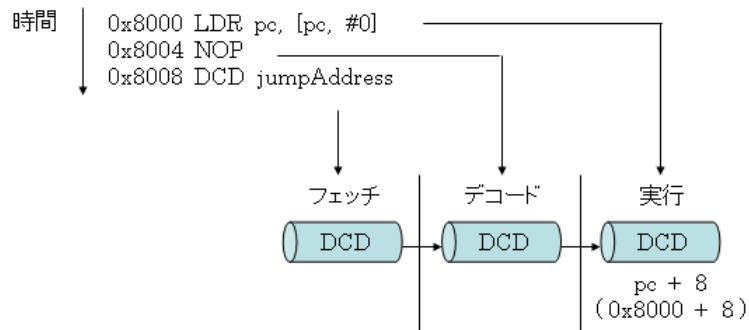 時間
0x8000 LDR pc, [pc, #0]
0x8004 NOP
0x8008 DCD jumpAddress
フェッチ
デコード
実行
DCD
DCD
DCD
pc + 8
(0x8000 + 8)